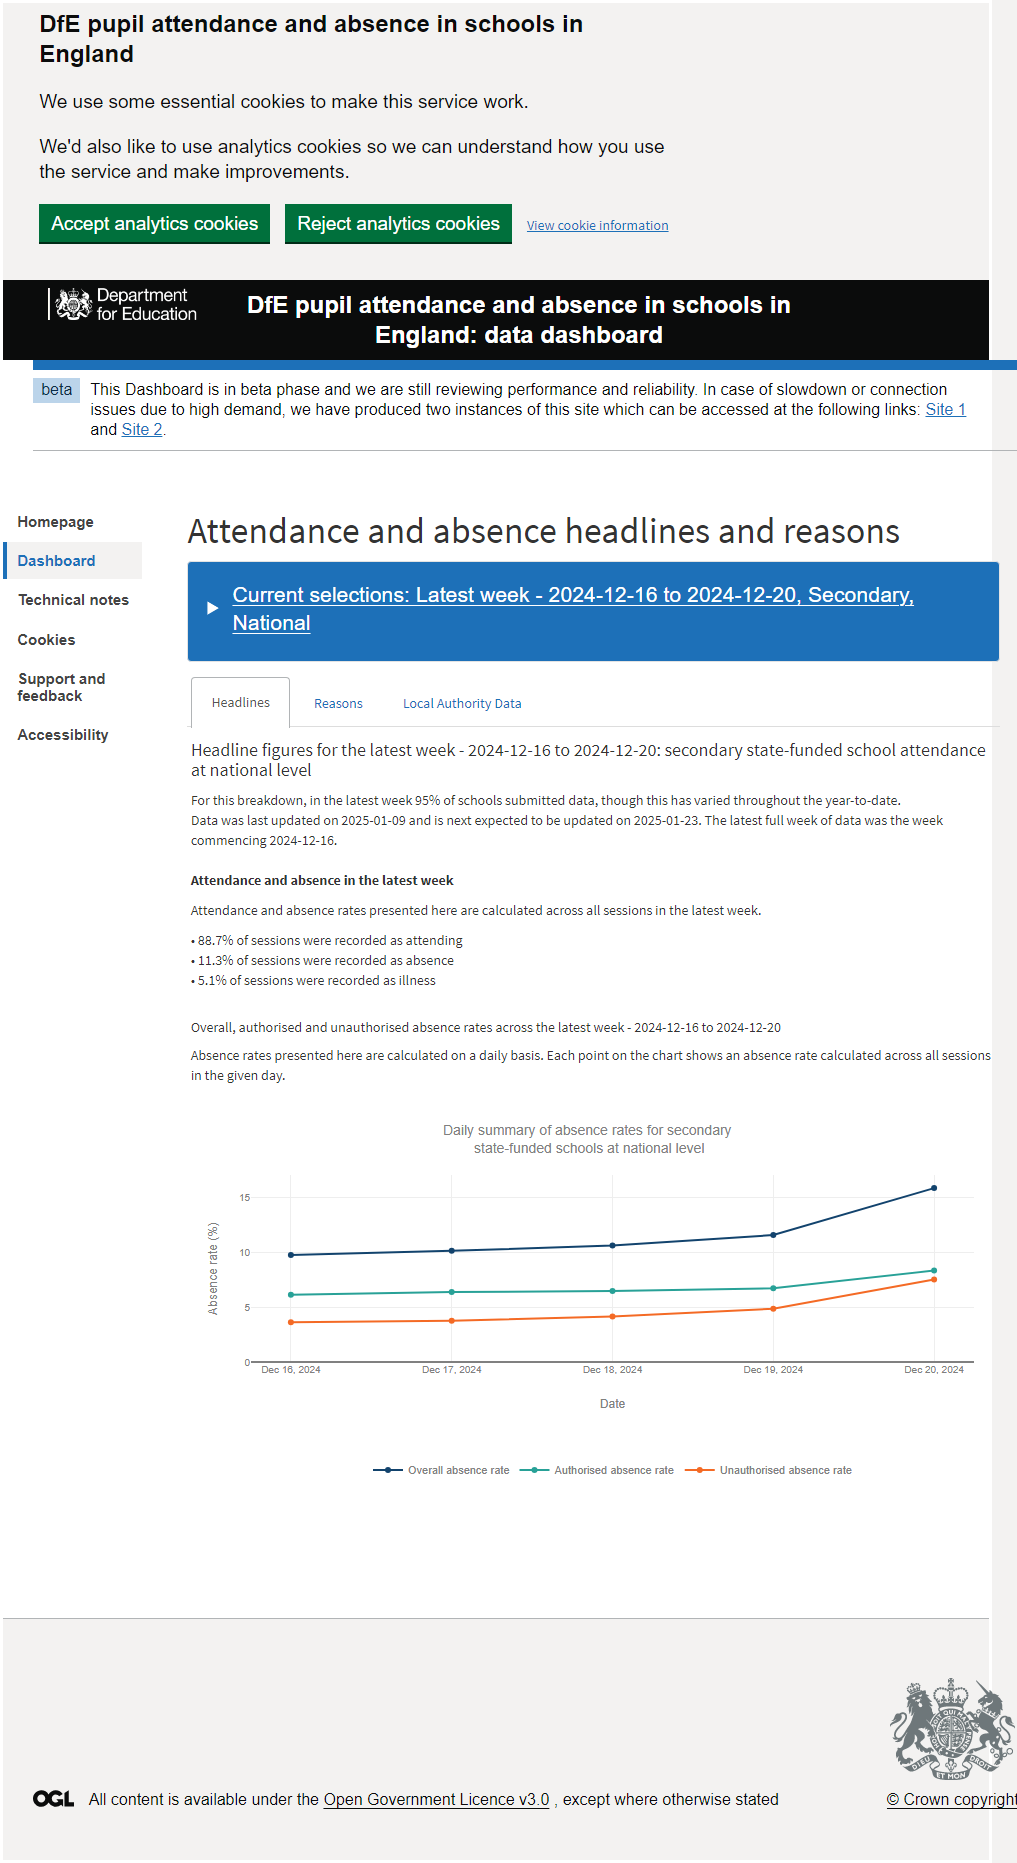 DfE pupil attendance and absence in schools in
England
We use some essential cookies to make this service work.
We'd also like to use analytics cookies so we can understand how you use
the service and make improvements.
Accept analytics cookies
Reject analytics cookies
View cookie information
Department
for Education
DfE pupil attendance and absence in schools in
England: data dashboard
beta
This Dashboard is in beta phase and we are still reviewing performance and reliability. In case of slowdown or connection
issues due to high demand, we have produced two instances of this site which can be accessed at the following links: Site 1
and Site 2.
Homepage
Dashboard
Technical notes
Cookies
Support and
feedback
Accessibility
Attendance and absence headlines and reasons
Current selections: Latest week - 2024-12-16 to 2024-12-20, Secondary,
National
Headlines
Reasons
Local Authority Data
Headline figures for the latest week - 2024-12-16 to 2024-12-20: secondary state-funded school attendance
at national level
For this breakdown, in the latest week 95% of schools submitted data, though this has varied throughout the year-to-date.
Data was last updated on 2025-01-09 and is next expected to be updated on 2025-01-23. The latest full week of data was the week
commencing 2024-12-16.
Attendance and absence in the latest week
Attendance and absence rates presented here are calculated across all sessions in the latest week.
• 88.7% of sessions were recorded as attending
• 11.3% of sessions were recorded as absence
• 5.1% of sessions were recorded as illness
Overall, authorised and unauthorised absence rates across the latest week - 2024-12-16 to 2024-12-20
Absence rates presented here are calculated on a daily basis. Each point on the chart shows an absence rate calculated across all sessions
in the given day.
Daily summary of absence rates for secondary
state-funded schools at national level
Absence rate (%)
15
10
5
0
Dec 16, 2024
Dec 17, 2024
Dec 18, 2024
Dec 19, 2024
Dec 20, 2024
Date
Overall absence rate
Authorised absence rate
Unauthorised absence rate
DIEU ET MON DROIT
OGL
All content is available under the Open Government Licence v3.0 , except where otherwise stated
© Crown copyright